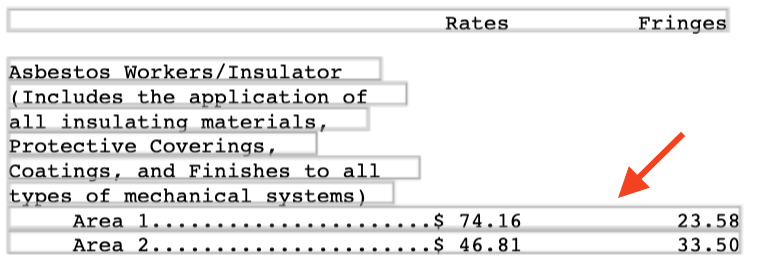 Rates Fringes
Asbestos Workers/Insulator
(Includes the application of
all insulating materials,
Protective Coverings,
Coatings, and Finishes to all
types of mechanical systems)
Area 1......................$ 74.16 23.58
Area 2......................$ 46.81 33.50